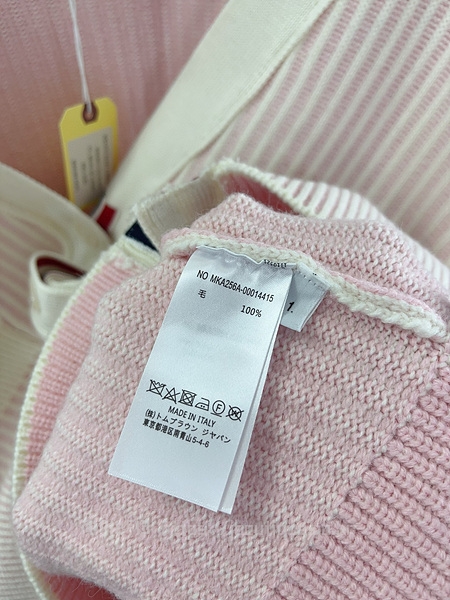 NO MKA256A-00014415
毛 100%
1.
MADE IN ITALY
(株)トムブラウン ジャパン
東京都港区南青山5-4-6